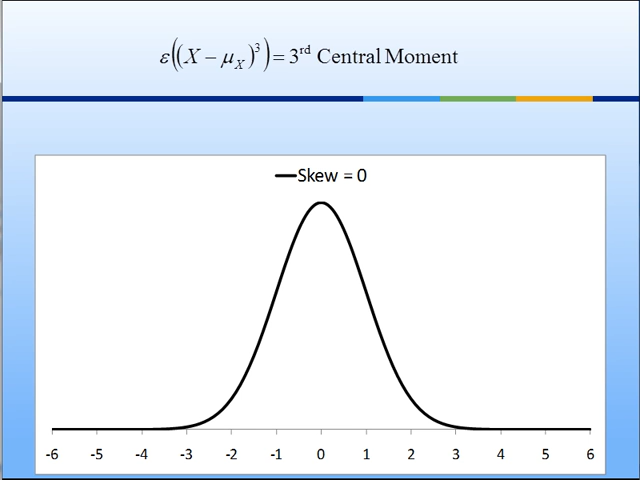 ε((X − μ_X)³) = 3ʳᵈ Central Moment
Skew = 0
-6 -5 -4 -3 -2 -1 0 1 2 3 4 5 6